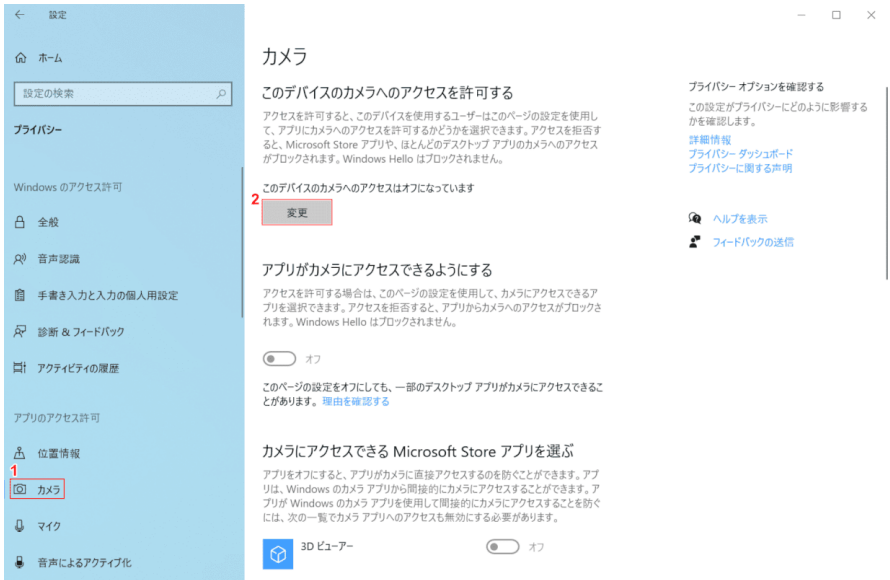 設定
ホーム
設定の検索
プライバシー
Windows のアクセス許可
全般
音声認識
手書き入力と入力の個人用設定
診断 & フィードバック
アクティビティの履歴
アプリのアクセス許可
位置情報
1
カメラ
マイク
音声によるアクティブ化
カメラ
このデバイスのカメラへのアクセスを許可する
アクセスを許可すると、このデバイスを使用するユーザーはこのページの設定を使用し
て、アプリにカメラへのアクセスを許可するかどうかを選択できます。アクセスを拒否す
ると、Microsoft Store アプリや、ほとんどのデスクトップ アプリのカメラへのアクセス
がブロックされます。Windows Hello はブロックされません。
このデバイスのカメラへのアクセスはオフになっています
2
変更
アプリがカメラにアクセスできるようにする
アクセスを許可する場合は、このページの設定を使用して、カメラにアクセスできるア
プリを選択できます。アクセスを拒否すると、アプリからカメラへのアクセスがブロックさ
れます。Windows Hello はブロックされません。
オフ
このページの設定をオフにしても、一部のデスクトップ アプリがカメラにアクセスできるこ
とがあります。理由を確認する
カメラにアクセスできる Microsoft Store アプリを選ぶ
アプリをオフにすると、アプリがカメラに直接アクセスするのを防ぐことができます。アプ
リは、Windows のカメラ アプリから間接的にカメラにアクセスすることができます。ア
プリが Windows のカメラ アプリを使用して間接的にカメラにアクセスすることを防ぐ
には、次の一覧でカメラ アプリへのアクセスも無効にする必要があります。
3D ビューアー
オフ
プライバシー オプションを確認する
この設定がプライバシーにどのように影響する
かを確認します。
詳細情報
プライバシー ダッシュボード
プライバシーに関する声明
ヘルプを表示
フィードバックの送信